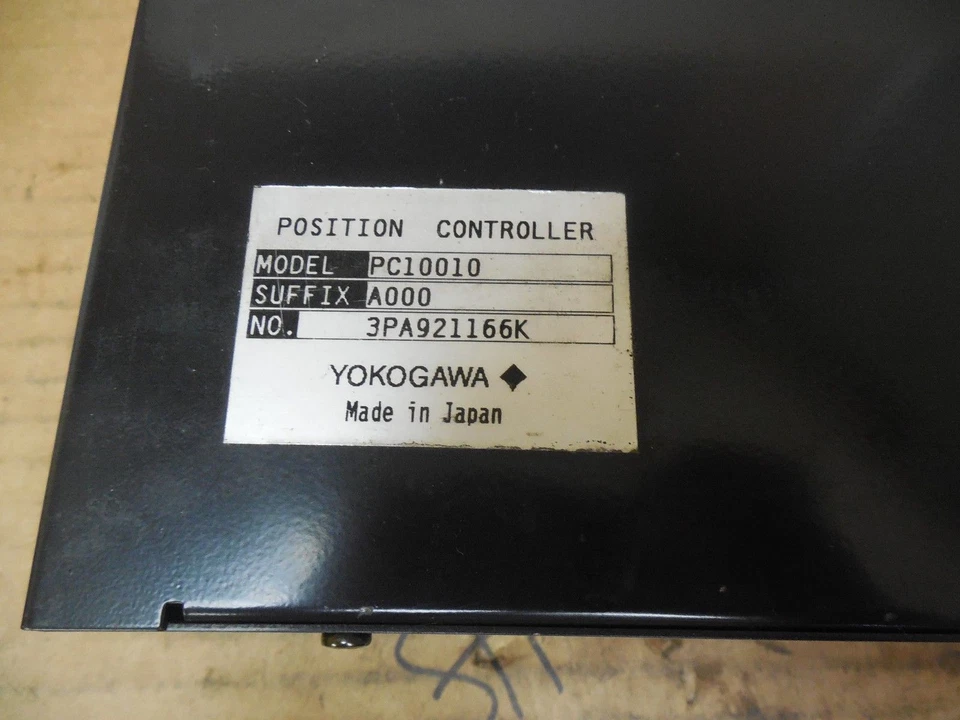 POSITION CONTROLLER
MODEL PC10010
SUFFIX A000
NO. 3PA921166K
YOKOGAWA
Made in Japan